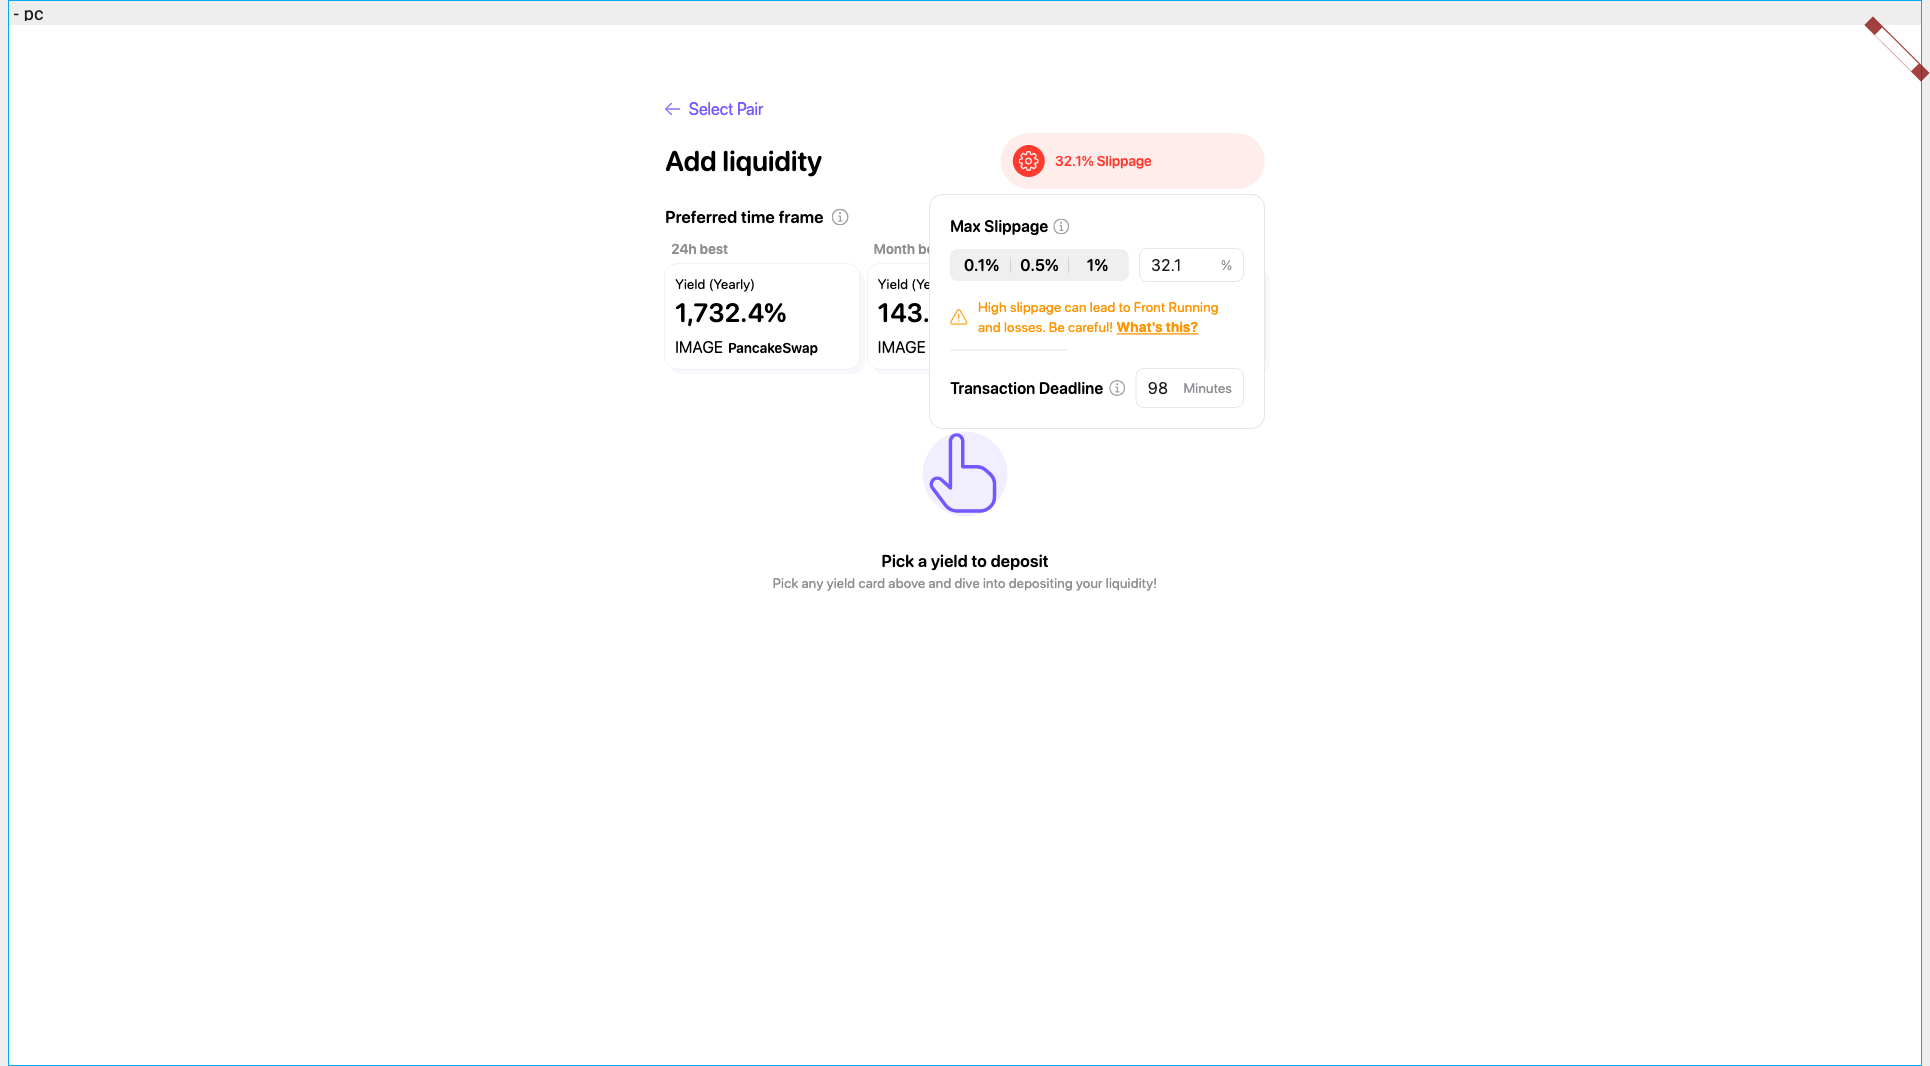 - pc
Select Pair
Add liquidity
32.1% Slippage
Preferred time frame
24h best
Month
Yield (Yearly)
1,732.4%
IMAGE PancakeSwap
Yield
143.
IMAGE
Max Slippage
0.1% 0.5% 1% 32.1 %
High slippage can lead to Front Running
and losses. Be careful! What's this?
Transaction Deadline 98 Minutes
Pick a yield to deposit
Pick any yield card above and dive into depositing your liquidity!